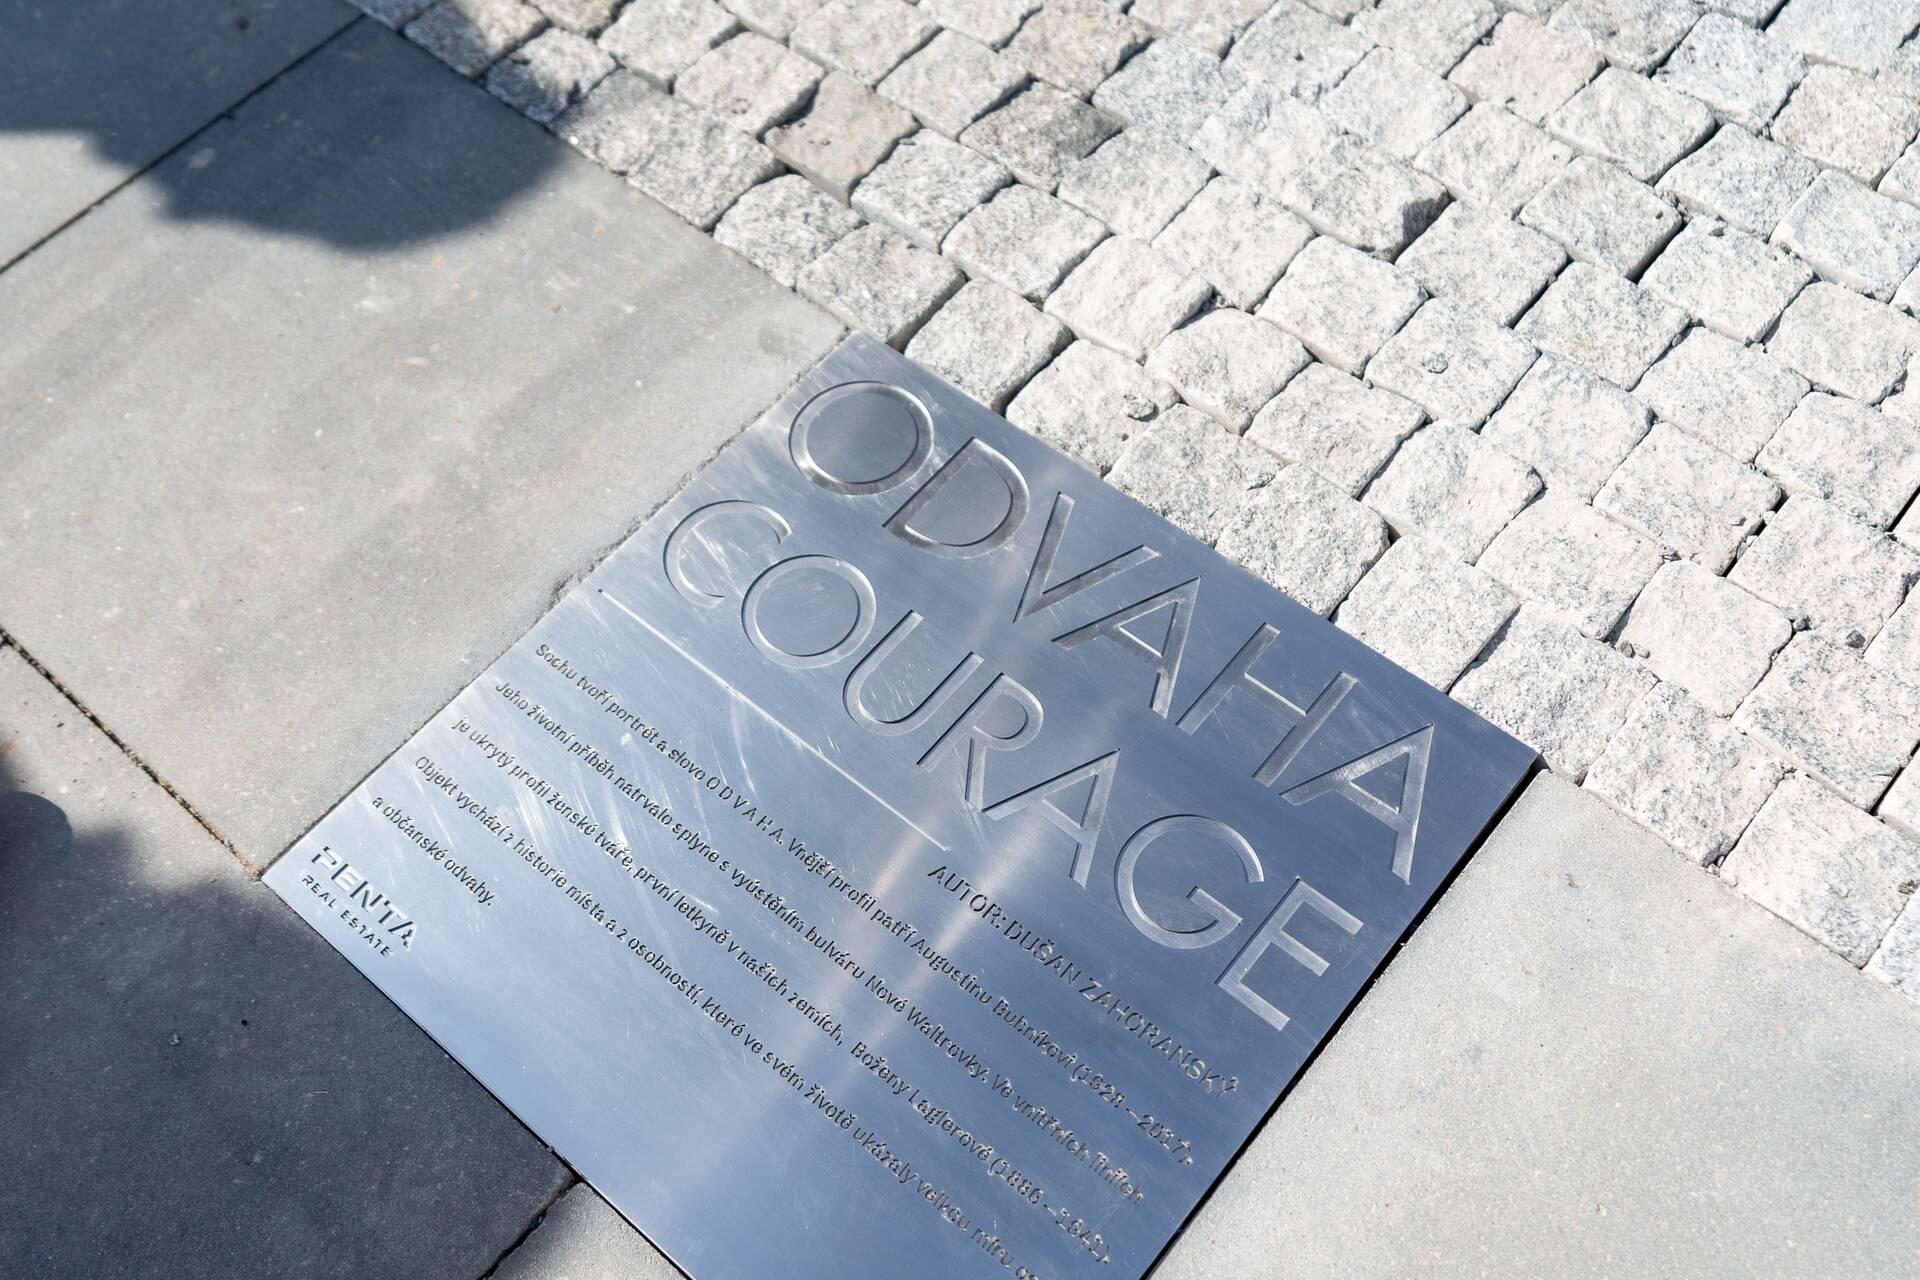 ODVAHA
COURAGE
AUTOR: DUŠAN ZAHORANSKÝ
Sochu tvoří portrét a slovo O D V A H A. Vnější profil patří Augustinu Bubníkovi (1928 – 2017).
Jeho životní příběh natrvalo splyne s vyústěním bulváru Nové Waltrovky. Ve vnitřních liniích
je ukrytý profil ženské tváře, první letkyně v našich zemích, Boženy Laglerové (1886 – 1941).
Objekt vychází z historie místa a z osobností, které ve svém životě ukázaly velkou míru
a občanské odvahy.
PENTA
REAL ESTATE